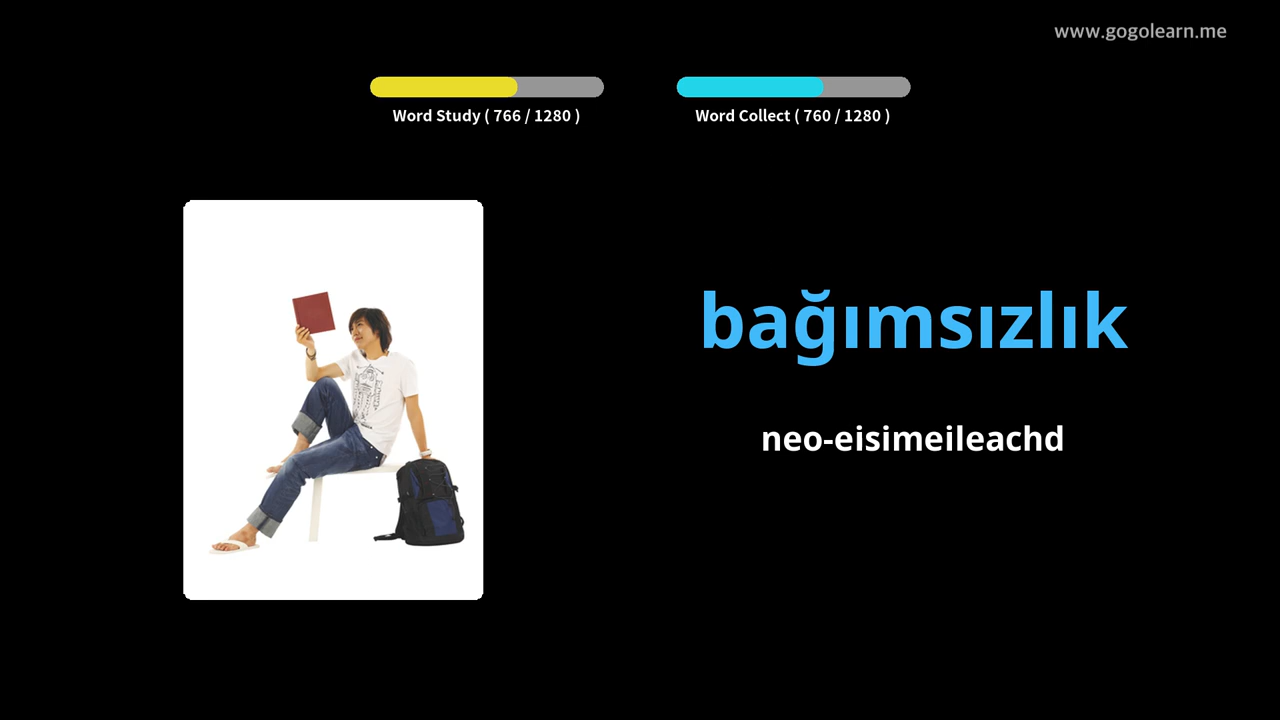 www.gogolearn.me
Word Study ( 766 / 1280 )
Word Collect ( 760 / 1280 )
bağımsızlık
neo-eisimeileachd